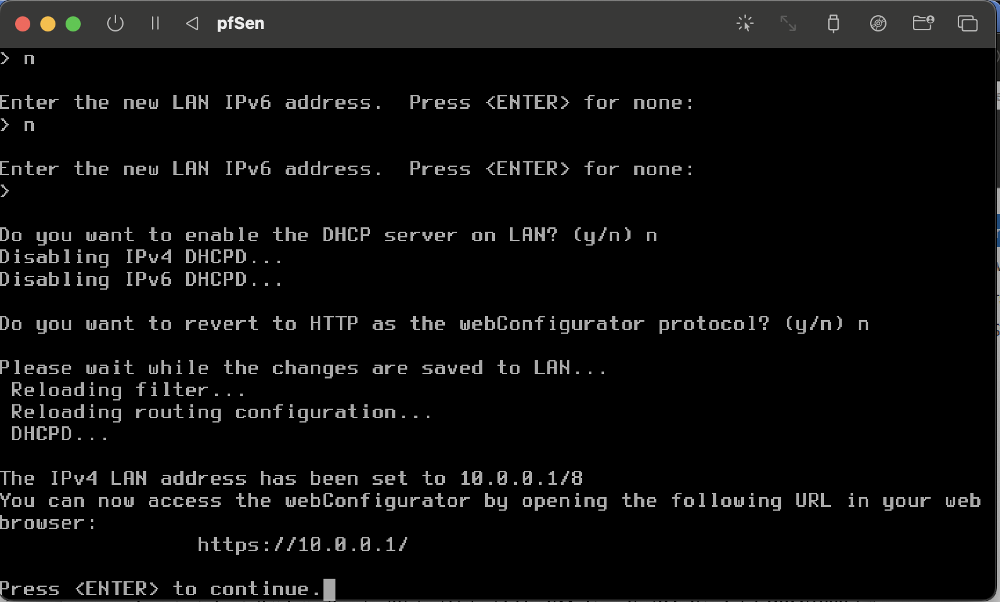 pfSen
> n
Enter the new LAN IPv6 address.  Press <ENTER> for none:
> n
Enter the new LAN IPv6 address.  Press <ENTER> for none:
>
Do you want to enable the DHCP server on LAN? (y/n) n
Disabling IPv4 DHCPD...
Disabling IPv6 DHCPD...
Do you want to revert to HTTP as the webConfigurator protocol? (y/n) n
Please wait while the changes are saved to LAN...
 Reloading filter...
 Reloading routing configuration...
 DHCPD...
The IPv4 LAN address has been set to 10.0.0.1/8
You can now access the webConfigurator by opening the following URL in your web
browser:
                https://10.0.0.1/
Press <ENTER> to continue.